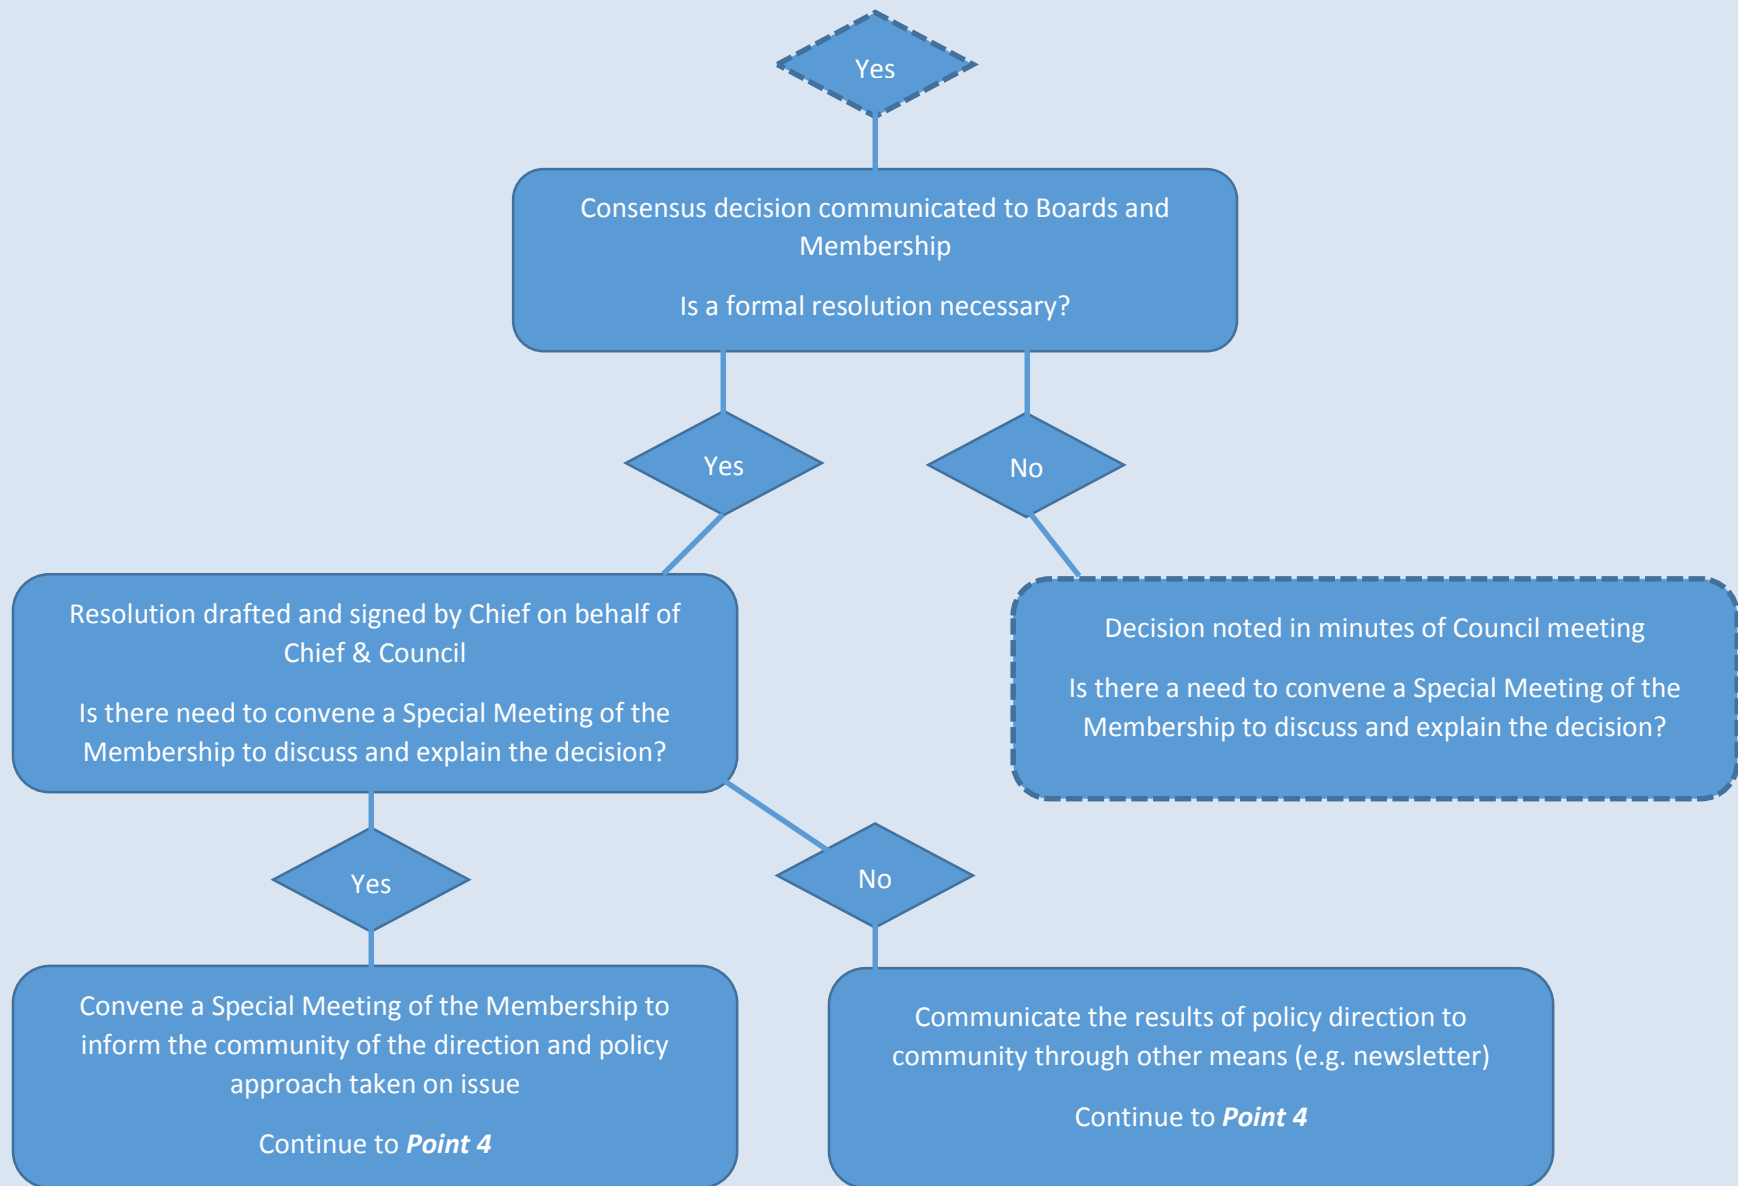 Yes
Consensus decision communicated to Boards and
Membership
Is a formal resolution necessary?
Yes
No
Resolution drafted and signed by Chief on behalf of
Chief & Council
Is there need to convene a Special Meeting of the
Membership to discuss and explain the decision?
Decision noted in minutes of Council meeting
Is there a need to convene a Special Meeting of the
Membership to discuss and explain the decision?
Yes
No
Convene a Special Meeting of the Membership to
inform the community of the direction and policy
approach taken on issue
Continue to Point 4
Communicate the results of policy direction to
community through other means (e.g. newsletter)
Continue to Point 4